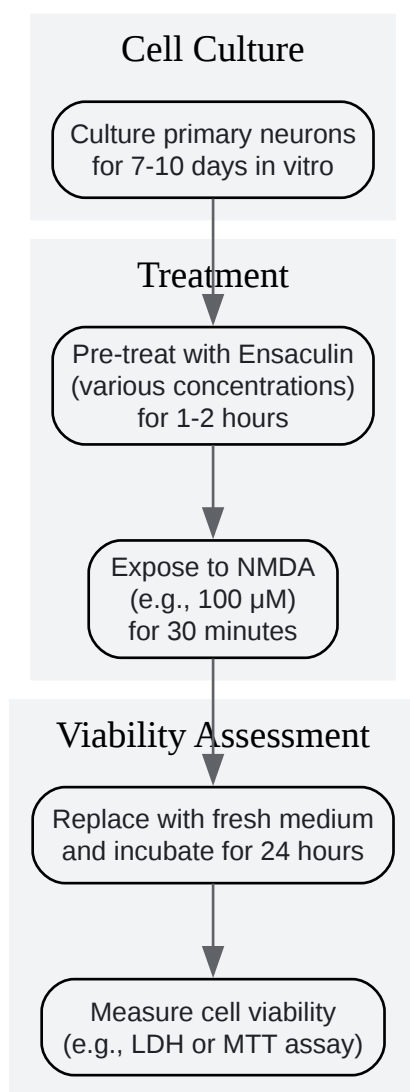 Cell Culture
Culture primary neurons
for 7-10 days in vitro
Treatment
Pre-treat with Ensaculin
(various concentrations)
for 1-2 hours
Expose to NMDA
(e.g., 100 µM)
for 30 minutes
Viability Assessment
Replace with fresh medium
and incubate for 24 hours
Measure cell viability
(e.g., LDH or MTT assay)